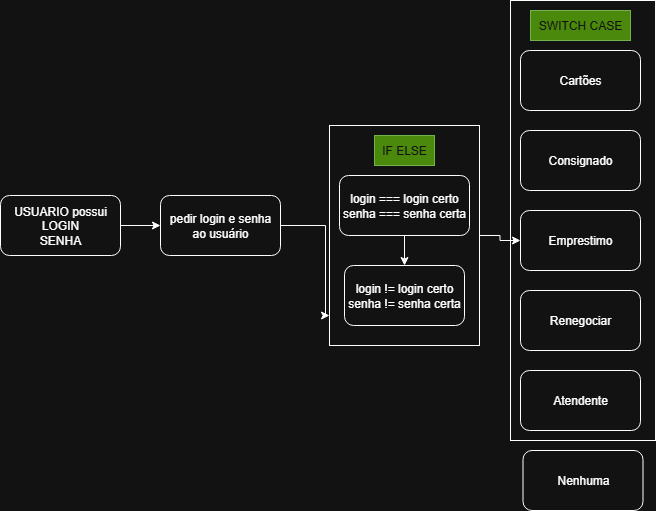 USUARIO possui
LOGIN
SENHA
pedir login e senha
ao usuário
IF ELSE
login === login certo
senha === senha certa
login != login certo
senha != senha certa
SWITCH CASE
Cartões
Consignado
Emprestimo
Renegociar
Atendente
Nenhuma